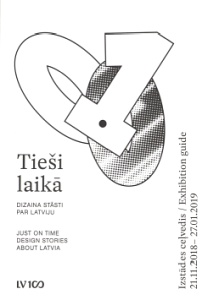 Tieši
laikā
DIZAINA STĀSTI
PAR LATVIJU
JUST ON TIME
DESIGN STORIES
ABOUT LATVIA
LV100
Izstādes ceļvedis / Exhibition guide
21.11.2018– 27.01.2019